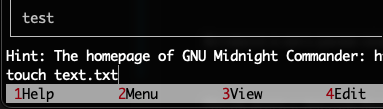 test
Hint: The homepage of GNU Midnight Commander: h
touch text.txt
1Help 2Menu 3View 4Edit